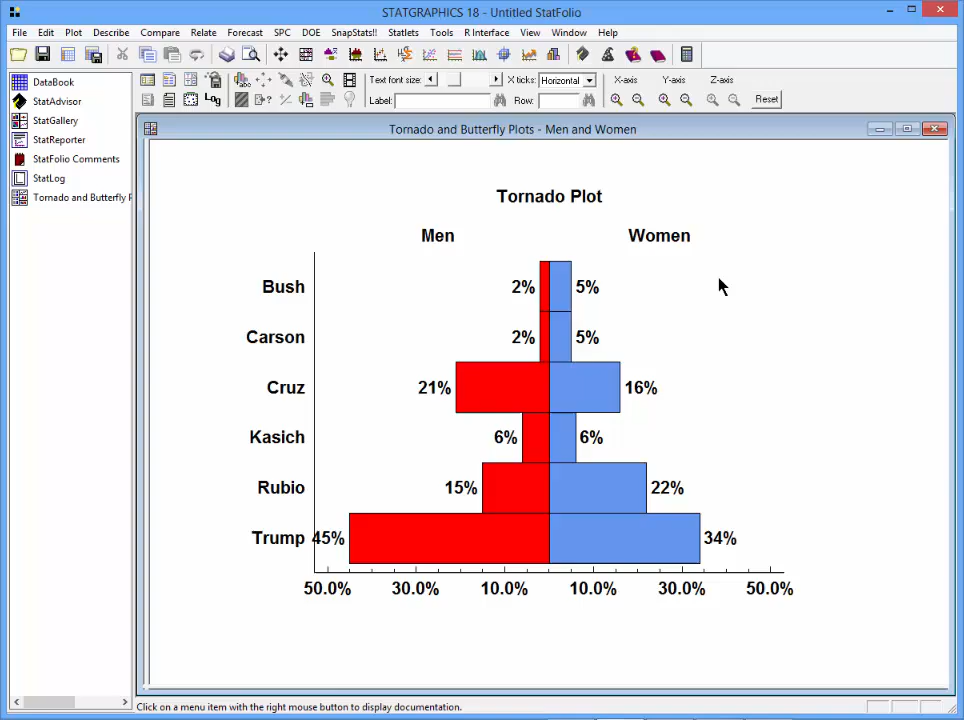 STATGRAPHICS 18 - Untitled StatFolio
File Edit Plot Describe Compare Relate Forecast SPC DOE SnapStats!! Statlets Tools R Interface View Window Help
Text font size: X ticks: Horizontal X-axis Y-axis Z-axis
Log Label: Row: Reset
DataBook
StatAdvisor
StatGallery
StatReporter
StatFolio Comments
StatLog
Tornado and Butterfly P
Tornado and Butterfly Plots - Men and Women
Tornado Plot
Men Women
Bush 2% 5%
Carson 2% 5%
Cruz 21% 16%
Kasich 6% 6%
Rubio 15% 22%
Trump 45% 34%
50.0% 30.0% 10.0% 10.0% 30.0% 50.0%
Click on a menu item with the right mouse button to display documentation.